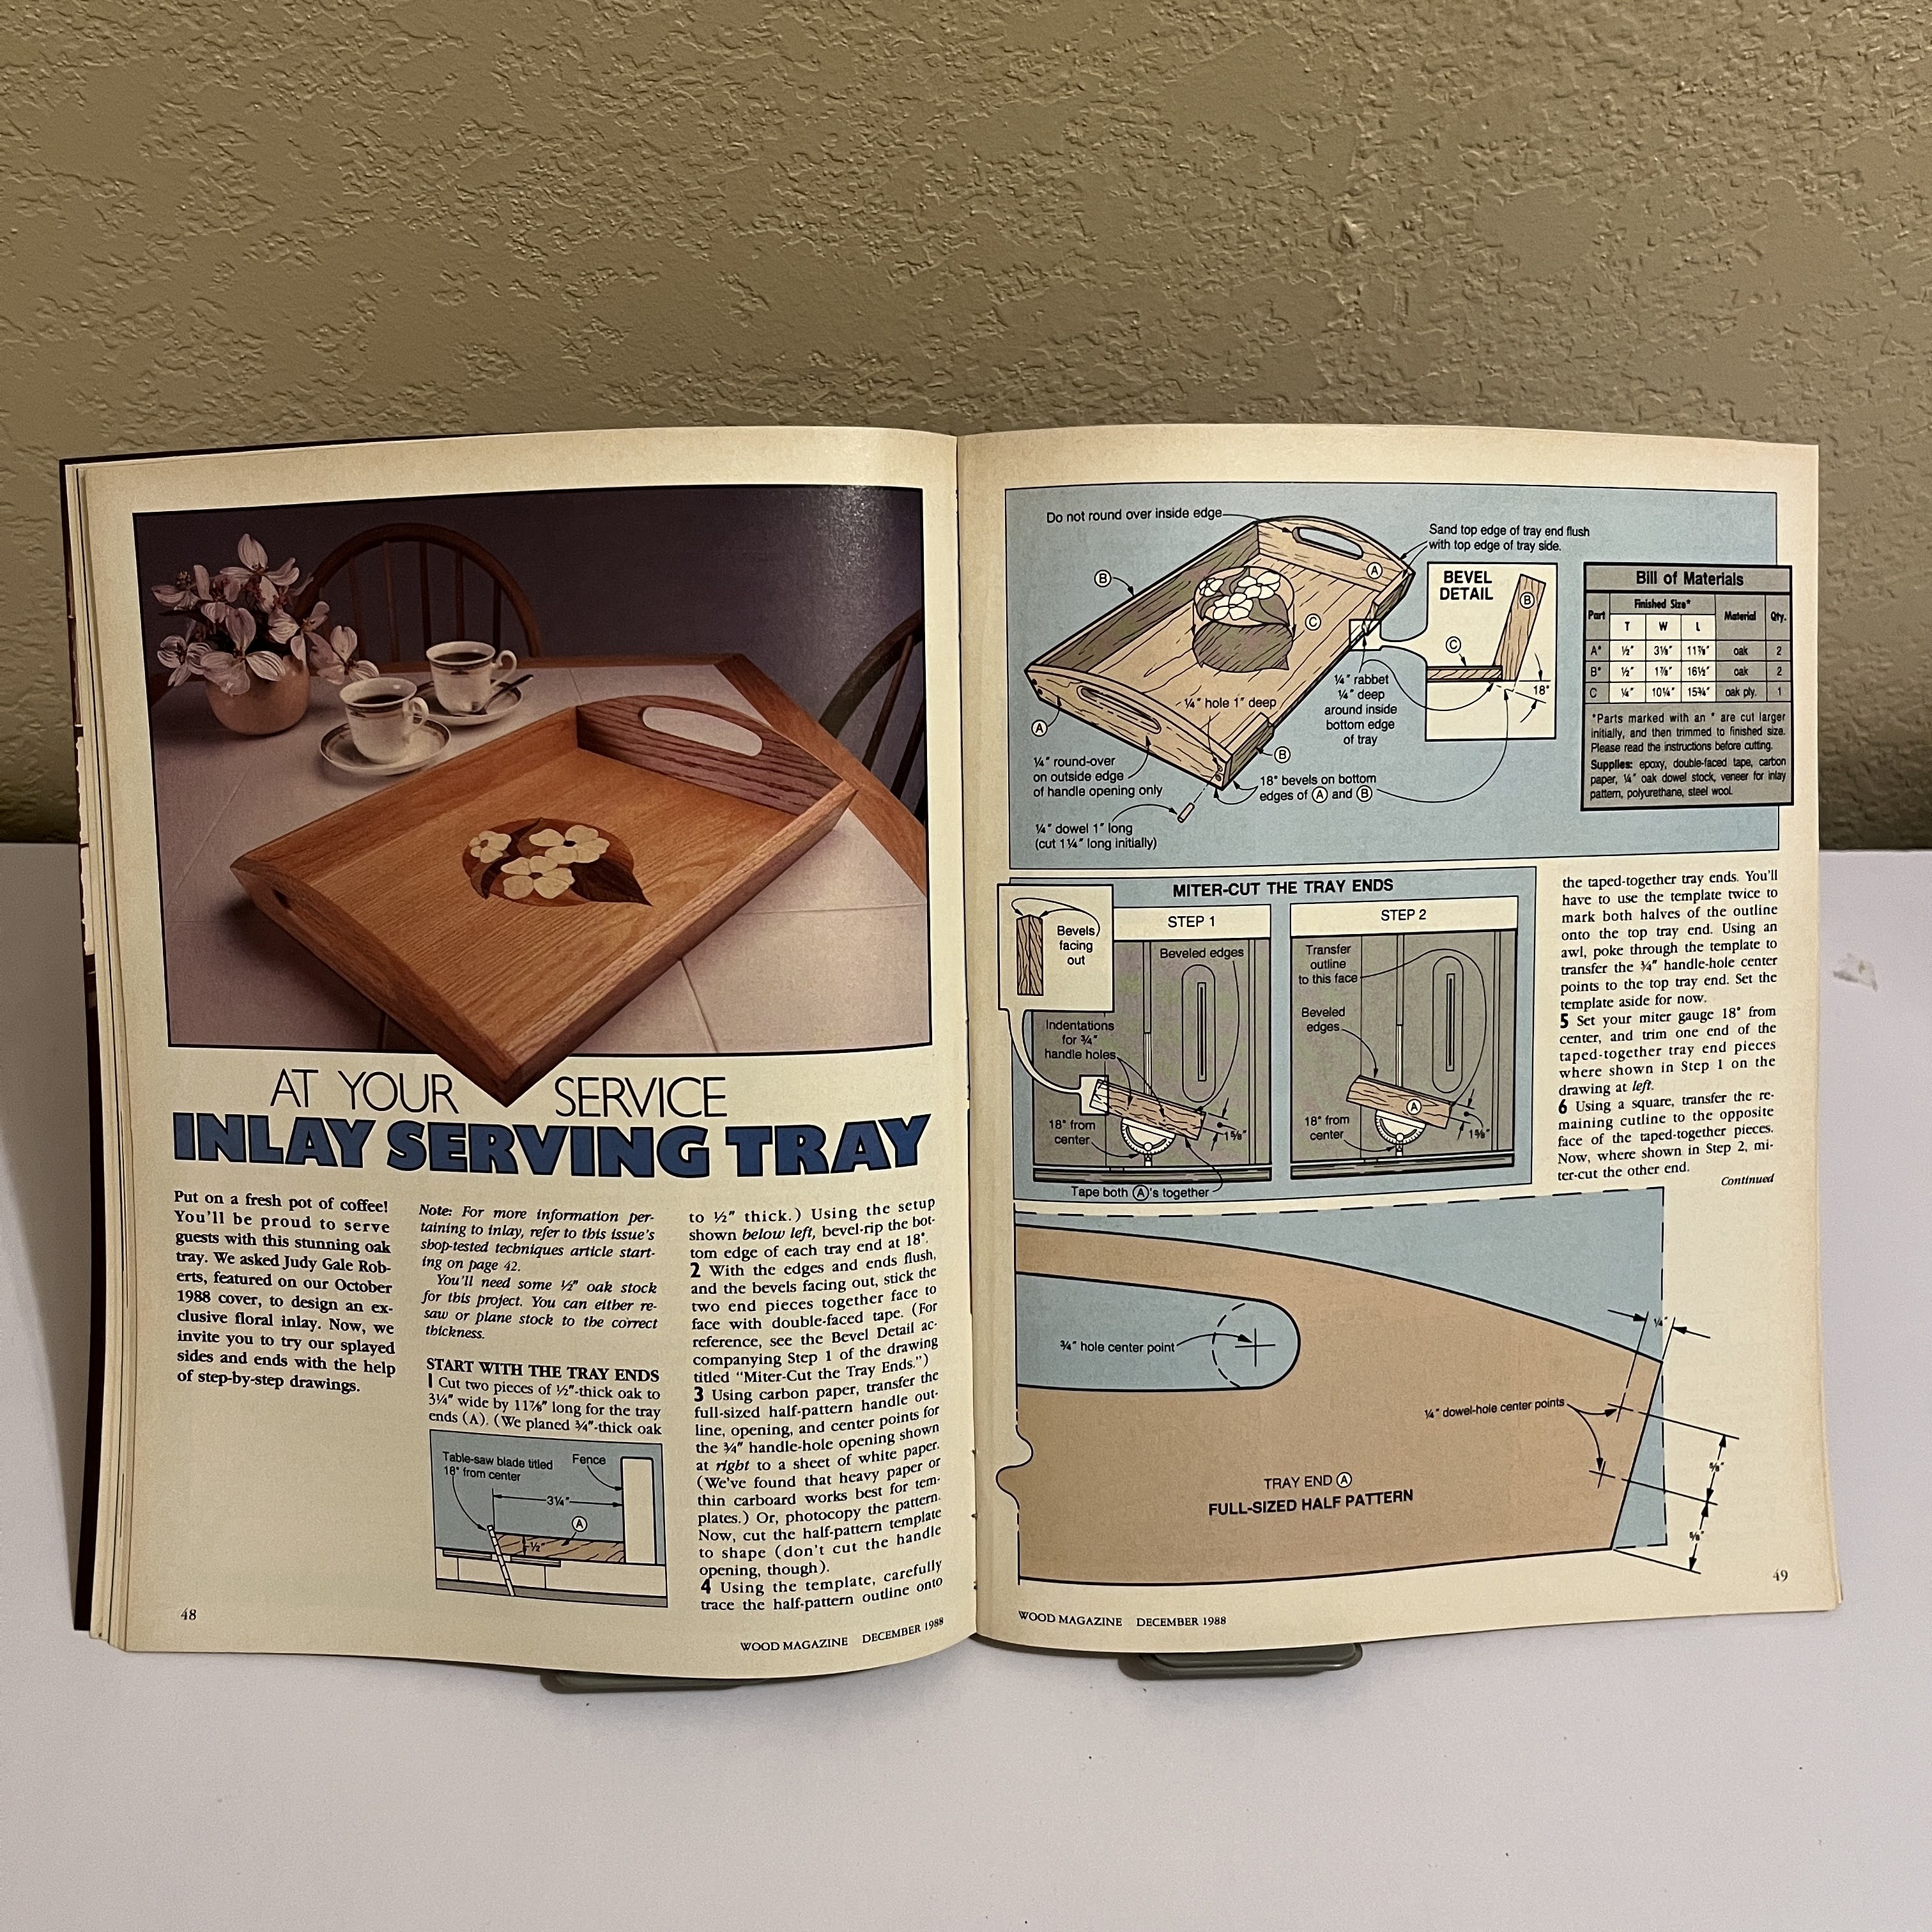 AT YOUR SERVICE
INLAY SERVING TRAY
Put on a fresh pot of coffee!
You'll be proud to serve
guests with this stunning oak
tray. We asked Judy Gale Rob-
erts, featured on our October
1988 cover, to design an ex-
clusive floral inlay. Now, we
invite you to try our splayed
sides and ends with the help
of step-by-step drawings.
Note: For more information per-
taining to inlay, refer to this issue's
shop-tested techniques article start-
ing on page 42.
You'll need some ½" oak stock
for this project. You can either re-
saw or plane stock to the correct
thickness.
START WITH THE TRAY ENDS
1 Cut two pieces of ½"-thick oak to
3¼" wide by 11⅞" long for the tray
ends (A). (We planed ¾"-thick oak
Table-saw blade titled
18° from center
Fence
3¼"
A
½"
to ½" thick.) Using the setup
shown below left, bevel-rip the bot-
tom edge of each tray end at 18°.
2 With the edges and ends flush,
and the bevels facing out, stick the
two end pieces together face to
face with double-faced tape. (For
reference, see the Bevel Detail ac-
companying Step 1 of the drawing
titled "Miter-Cut the Tray Ends.")
3 Using carbon paper, transfer the
full-sized half-pattern handle out-
line, opening, and center points for
the ¾" handle-hole opening shown
at right to a sheet of white paper.
(We've found that heavy paper or
thin carboard works best for tem-
plates.) Or, photocopy the pattern.
Now, cut the half-pattern template
to shape (don't cut the handle
opening, though).
4 Using the template, carefully
trace the half-pattern outline onto
48
WOOD MAGAZINE DECEMBER 1988
Do not round over inside edge
Sand top edge of tray end flush
with top edge of tray side.
B
A
C
BEVEL
DETAIL
B
C
18°
¼" rabbet
¼" deep
around inside
bottom edge
of tray
¼" hole 1" deep
A
B
¼" round-over
on outside edge
of handle opening only
18° bevels on bottom
edges of A and B
¼" dowel 1" long
(cut 1¼" long initially)
Bill of Materials
Part Finished Size* Material Qty.
T W L
A* ½" 3⅛" 11⅞" oak 2
B* ½" 1⅞" 16½" oak 2
C ¼" 10¼" 15¾" oak ply. 1
*Parts marked with an * are cut larger
initially, and then trimmed to finished size.
Please read the instructions before cutting.
Supplies: epoxy, double-faced tape, carbon
paper, ¼" oak dowel stock, veneer for inlay
pattern, polyurethane, steel wool.
MITER-CUT THE TRAY ENDS
STEP 1
Bevels
facing
out
Beveled edges
Indentations
for ¾"
handle holes
18° from
center
1⅝"
Tape both A's together
STEP 2
Transfer
outline
to this face
Beveled
edges
A
18° from
center
1⅝"
the taped-together tray ends. You'll
have to use the template twice to
mark both halves of the outline
onto the top tray end. Using an
awl, poke through the template to
transfer the ¾" handle-hole center
points to the top tray end. Set the
template aside for now.
5 Set your miter gauge 18° from
center, and trim one end of the
taped-together tray end pieces
where shown in Step 1 on the
drawing at left.
6 Using a square, transfer the re-
maining cutline to the opposite
face of the taped-together pieces.
Now, where shown in Step 2, mi-
ter-cut the other end.
Continued
¾" hole center point
¼"
¼" dowel-hole center points
⅝"
⅝"
TRAY END A
FULL-SIZED HALF PATTERN
49
WOOD MAGAZINE DECEMBER 1988